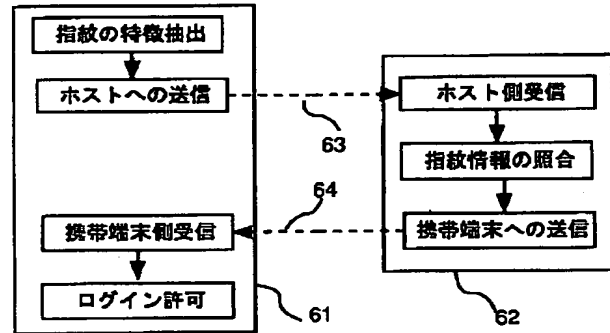 指紋の特徴抽出
ホストへの送信
63
ホスト側受信
指紋情報の照合
携帯端末への送信
64
携帯端末側受信
ログイン許可
61
62